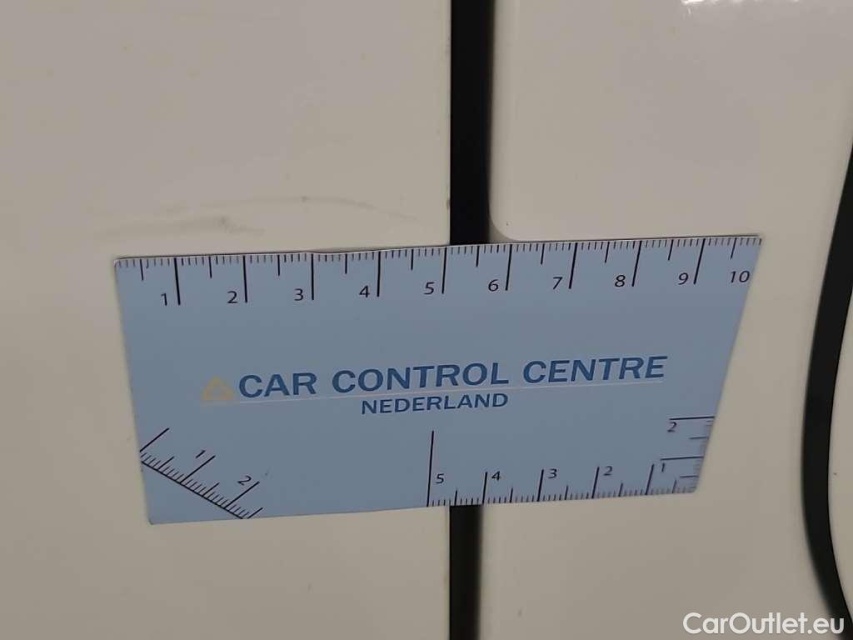 1 2 3 4 5 6 7 8 9 10
CAR CONTROL CENTRE
NEDERLAND
2
1 2
5 4 3 2 1
CarOutlet.eu